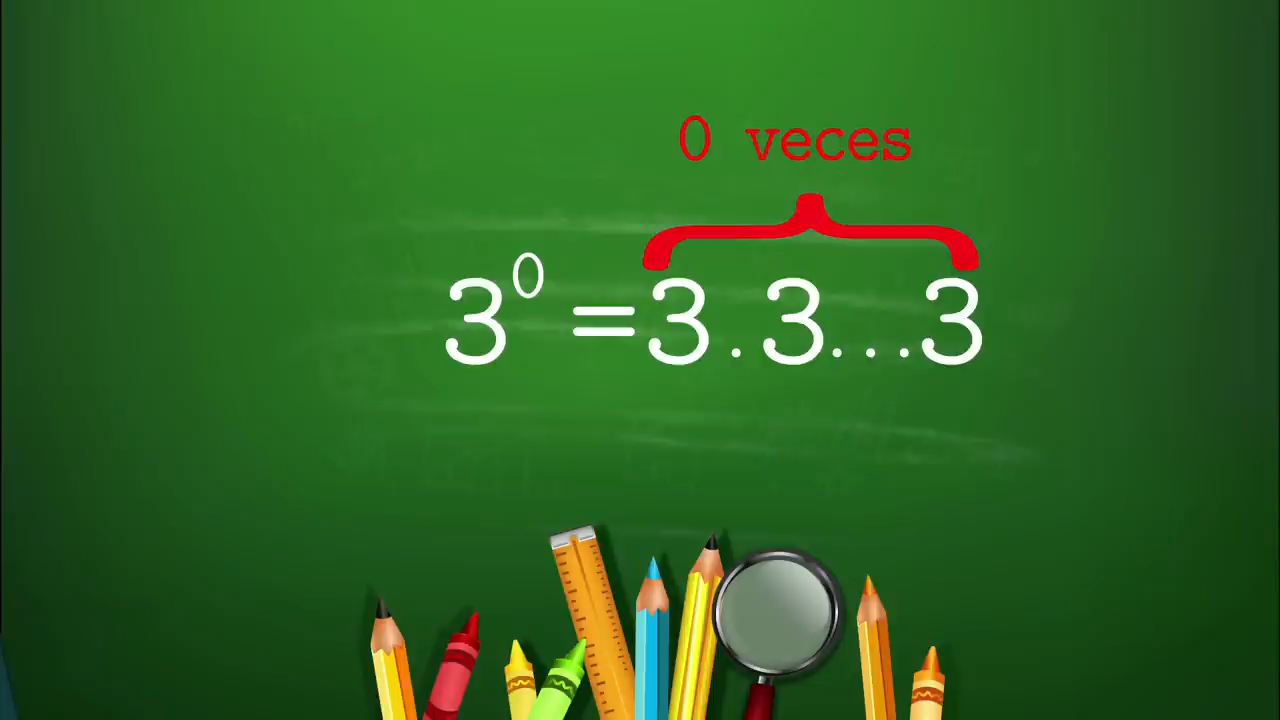 0 veces
3⁰ = 3 . 3 . . . 3